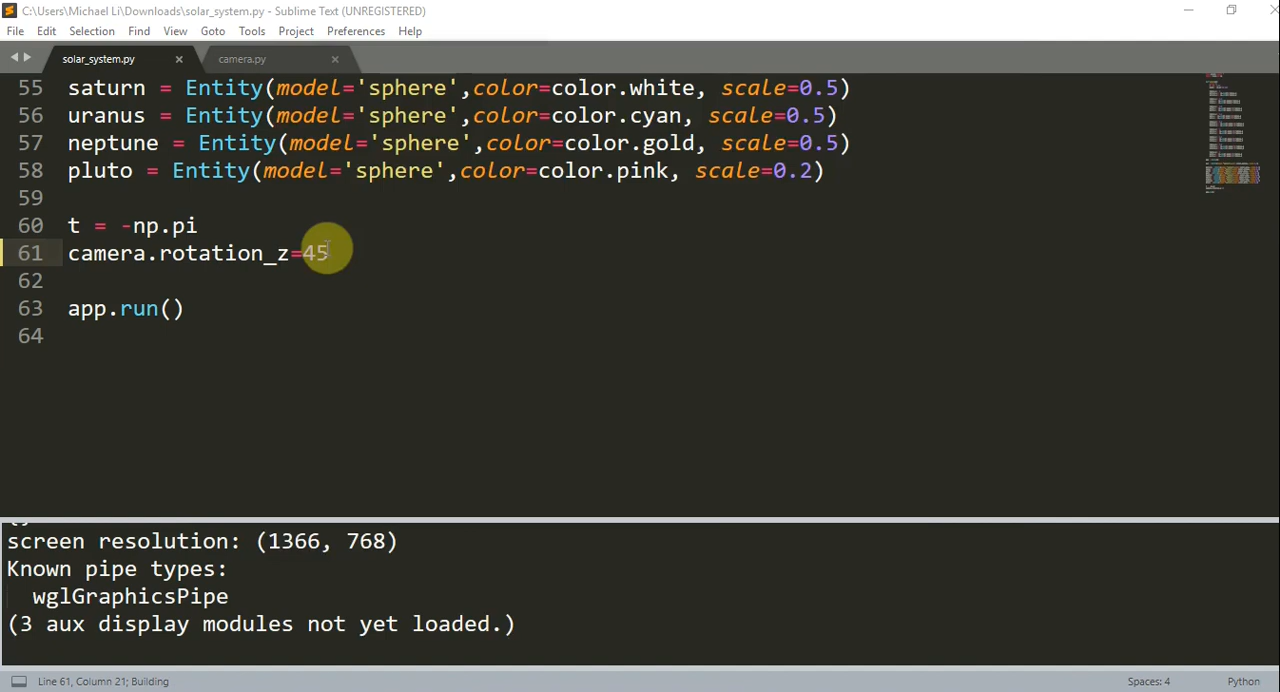 C:\Users\Michael Li\Downloads\solar_system.py - Sublime Text (UNREGISTERED)
File Edit Selection Find View Goto Tools Project Preferences Help
solar_system.py × camera.py ×
55 saturn = Entity(model='sphere',color=color.white, scale=0.5)
56 uranus = Entity(model='sphere',color=color.cyan, scale=0.5)
57 neptune = Entity(model='sphere',color=color.gold, scale=0.5)
58 pluto = Entity(model='sphere',color=color.pink, scale=0.2)
59
60 t = -np.pi
61 camera.rotation_z=45
62
63 app.run()
64
screen resolution: (1366, 768)
Known pipe types:
wglGraphicsPipe
(3 aux display modules not yet loaded.)
Line 61, Column 21; Building Spaces: 4 Python